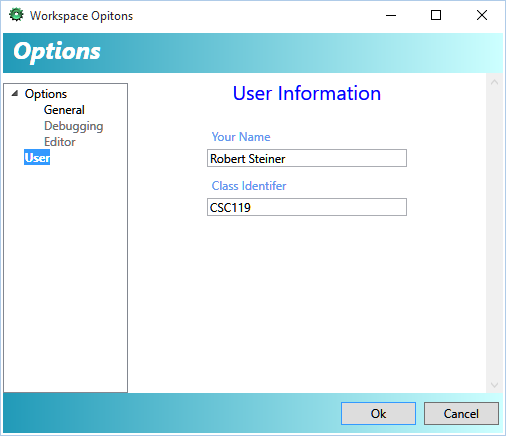 Workspace Opitons
Options
Options
General
Debugging
Editor
User
User Information
Your Name
Robert Steiner
Class Identifer
CSC119
Ok
Cancel